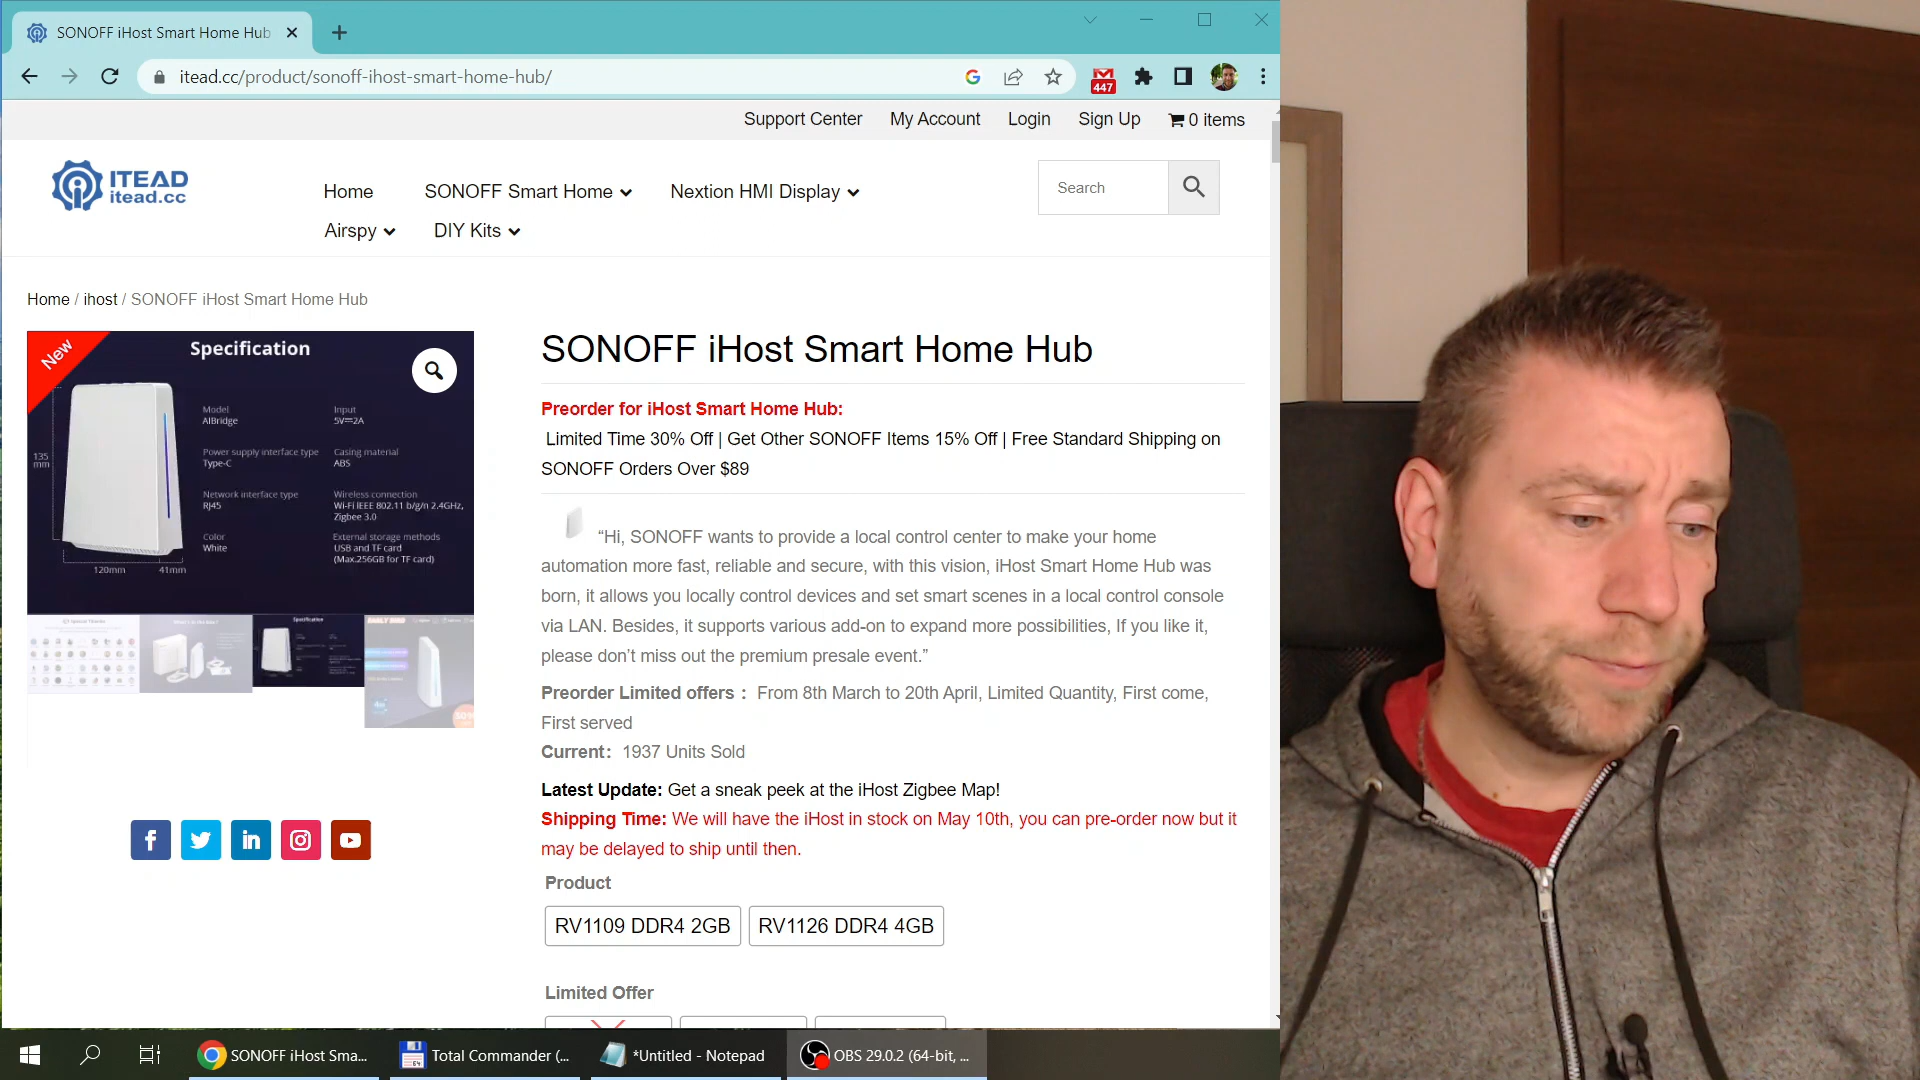 SONOFF iHost Smart Home Hub
itead.cc/product/sonoff-ihost-smart-home-hub/
447
Support Center My Account Login Sign Up 0 items
ITEAD
itead.cc
Home SONOFF Smart Home Nextion HMI Display
Search
Airspy DIY Kits
Home / ihost / SONOFF iHost Smart Home Hub
New
Specification
Model
AIBridge
Input
5V⎓2A
Power supply interface type
Type-C
Casing material
ABS
135
mm
Network interface type
RJ45
Wireless connection
Wi-Fi IEEE 802.11 b/g/n 2.4GHz,
Zigbee 3.0
Color
White
External storage methods
USB and TF card
(Max.256GB for TF card)
120mm 41mm
Specification
SONOFF iHost Smart Home Hub
Preorder for iHost Smart Home Hub:
Limited Time 30% Off | Get Other SONOFF Items 15% Off | Free Standard Shipping on
SONOFF Orders Over $89
“Hi, SONOFF wants to provide a local control center to make your home
automation more fast, reliable and secure, with this vision, iHost Smart Home Hub was
born, it allows you locally control devices and set smart scenes in a local control console
via LAN. Besides, it supports various add-on to expand more possibilities, If you like it,
please don’t miss out the premium presale event.”
Preorder Limited offers： From 8th March to 20th April, Limited Quantity, First come,
First served
Current： 1937 Units Sold
Latest Update: Get a sneak peek at the iHost Zigbee Map!
Shipping Time: We will have the iHost in stock on May 10th, you can pre-order now but it
may be delayed to ship until then.
Product
RV1109 DDR4 2GB RV1126 DDR4 4GB
Limited Offer
SONOFF iHost Sma... Total Commander (... *Untitled - Notepad OBS 29.0.2 (64-bit, ...